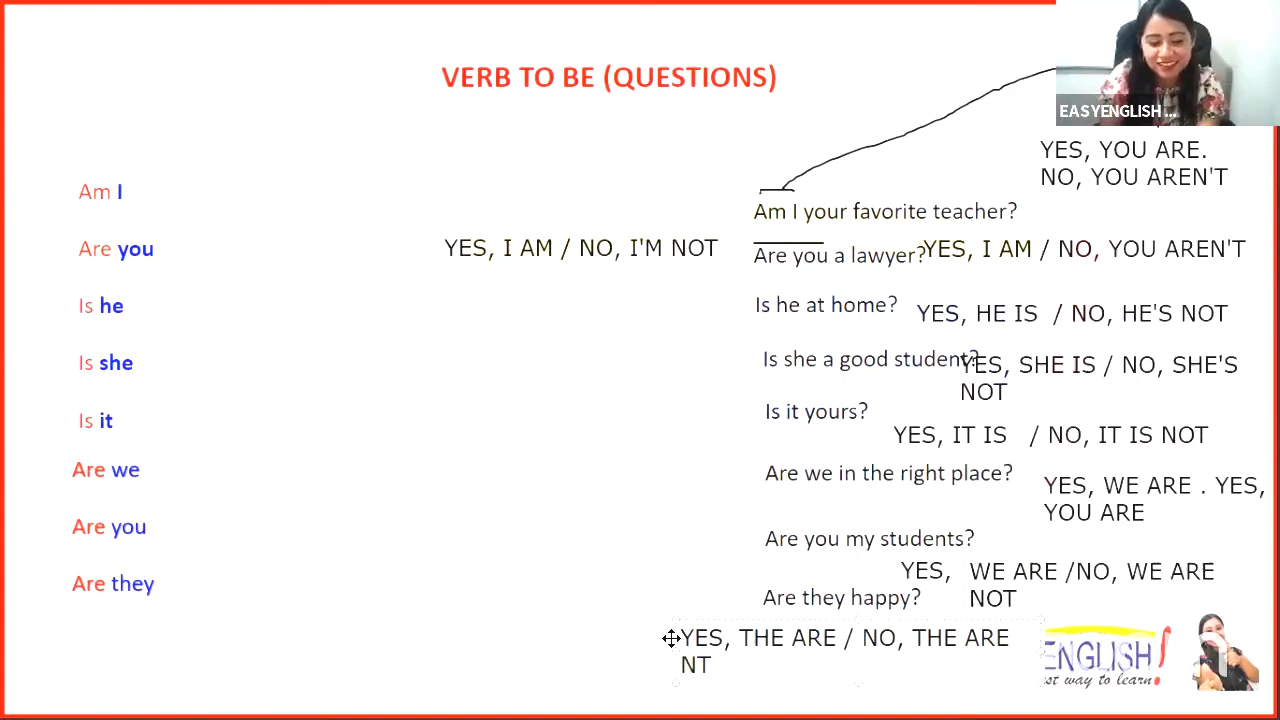 VERB TO BE (QUESTIONS)
EASYENGLISH ...
YES, YOU ARE.
NO, YOU AREN'T
Am I
Am I your favorite teacher?
Are you
YES, I AM / NO, I'M NOT
Are you a lawyer?
YES, I AM / NO, YOU AREN'T
Is he
Is he at home?
YES, HE IS / NO, HE'S NOT
Is she
Is she a good student?
YES, SHE IS / NO, SHE'S
NOT
Is it
Is it yours?
YES, IT IS / NO, IT IS NOT
Are we
Are we in the right place?
YES, WE ARE . YES,
YOU ARE
Are you
Are you my students?
YES, WE ARE /NO, WE ARE
NOT
Are they
Are they happy?
YES, THE ARE / NO, THE ARE
NT
ENGLISH!
way to learn.